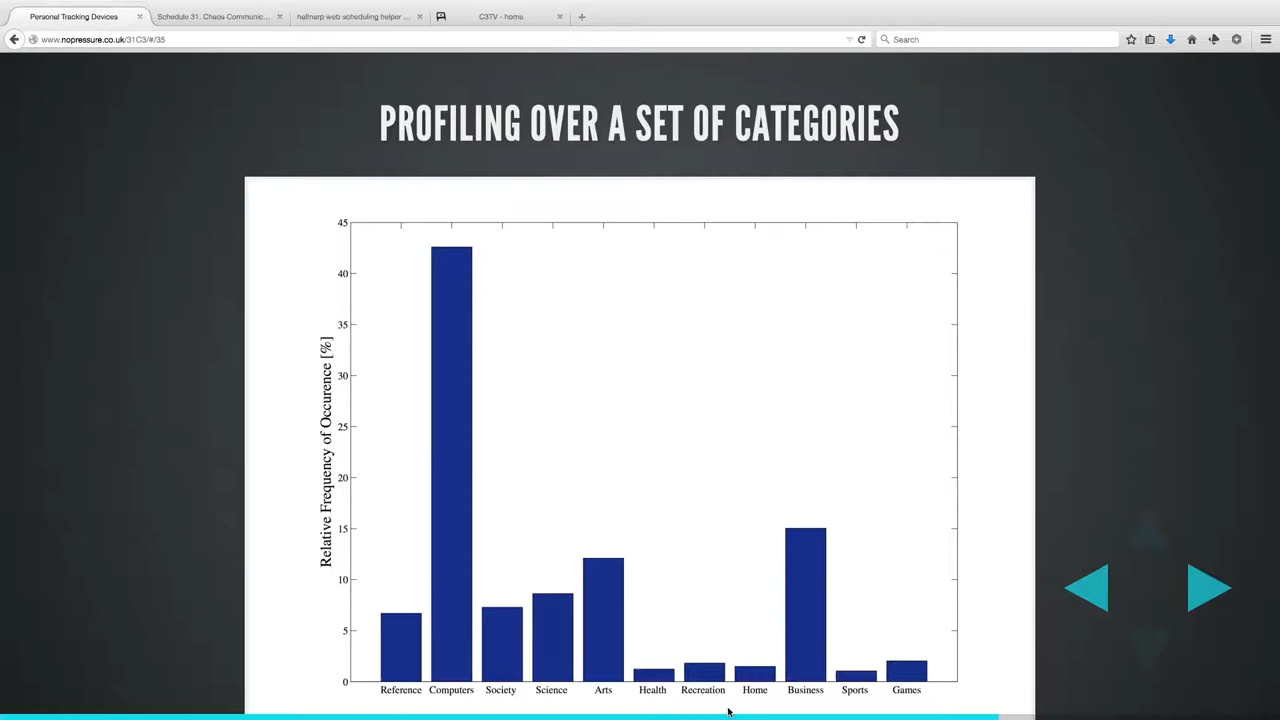 Personal Tracking Devices
Schedule 31. Chaos Communic...
halfnarp web scheduling helper ...
C3TV - home
www.nopressure.co.uk/31C3/#/35
Search
PROFILING OVER A SET OF CATEGORIES
45
40
35
30
25
20
15
10
5
0
Relative Frequency of Occurence [%]
Reference Computers Society Science Arts Health Recreation Home Business Sports Games